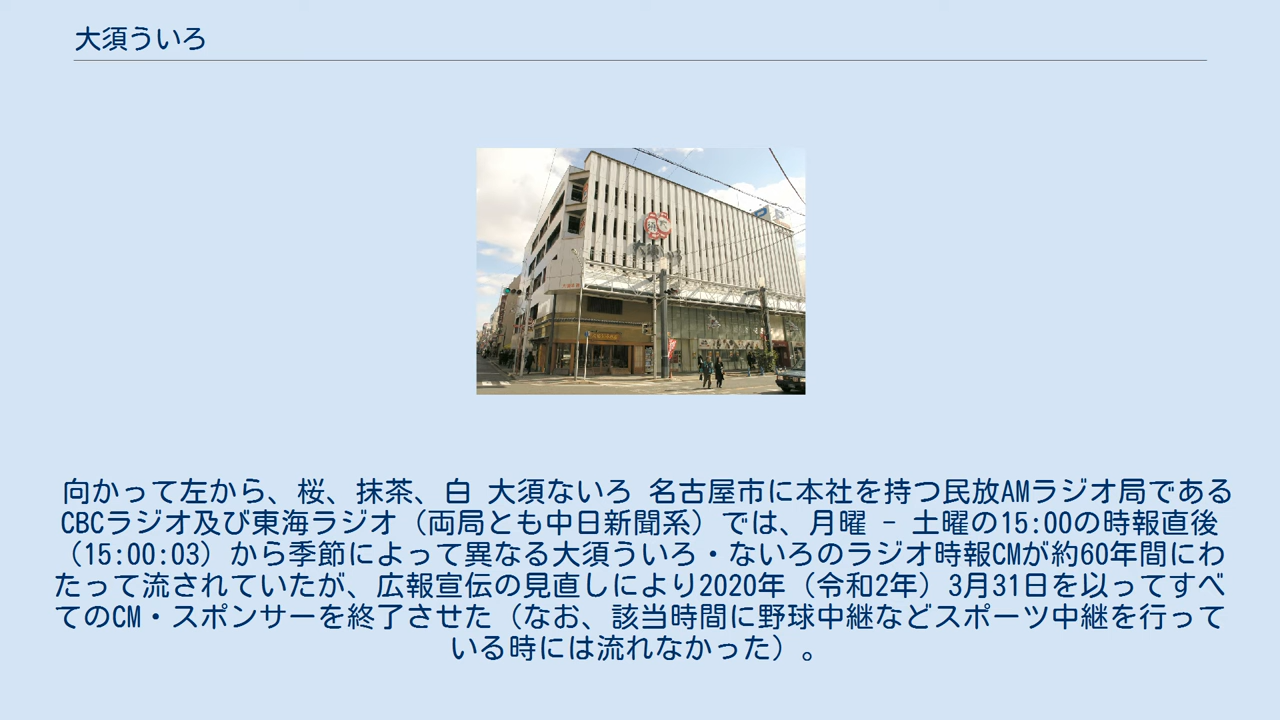 大須ういろ
向かって左から、桜、抹茶、白 大須ないろ 名古屋市に本社を持つ民放AMラジオ局である
CBCラジオ及び東海ラジオ（両局とも中日新聞系）では、月曜 - 土曜の15:00の時報直後
（15:00:03）から季節によって異なる大須ういろ・ないろのラジオ時報CMが約60年間にわ
たって流されていたが、広報宣伝の見直しにより2020年（令和2年）3月31日を以ってすべ
てのCM・スポンサーを終了させた（なお、該当時間に野球中継などスポーツ中継を行って
いる時には流れなかった）。